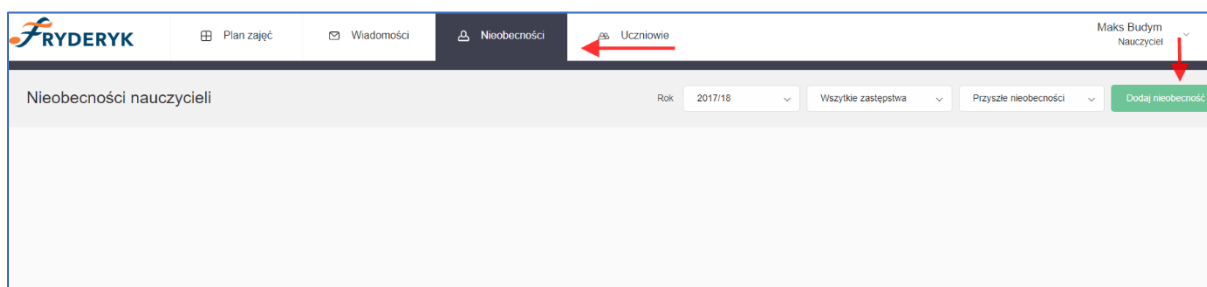 FRYDERYK Plan zajęć Wiadomości Nieobecności Uczniowie Maks Budym
Nauczyciel
Nieobecności nauczycieli Rok 2017/18 Wszytkie zastępstwa Przyszłe nieobecności Dodaj nieobecność